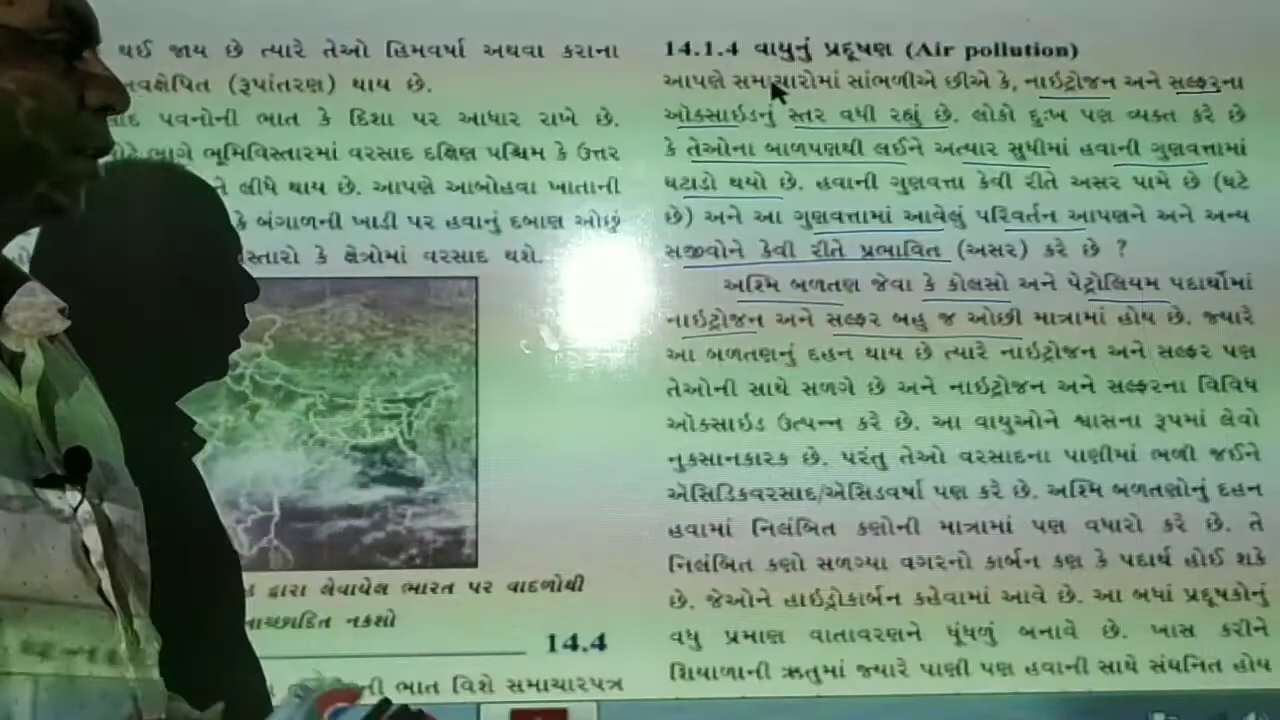 થઈ જાય છે ત્યારે તેઓ હિમવર્ષા અથવા કરાના
(રૂપાંતરણ) થાય છે.
પવનોની ભાત કે દિશા પર આધાર રાખે છે.
ભાગે ભૂમિવિસ્તારમાં વરસાદ દક્ષિણ પશ્ચિમ કે ઉત્તર
લીધે થાય છે. આપણે આબોહવા ખાતાની
કે બંગાળની ખાડી પર હવાનું દબાણ ઓછું
કે ક્ષેત્રોમાં વરસાદ થશે.
દ્વારા લેવાયેલ ભારત પર વાદળોથી
નકશો
14.4
ભાત વિશે સમાચારપત્ર
14.1.4 વાયુનું પ્રદૂષણ (Air pollution)
આપણે સમાચારોમાં સાંભળીએ છીએ કે, નાઇટ્રોજન અને સલ્ફરના
ઑક્સાઇડનું સ્તર વધી રહ્યું છે. લોકો દુઃખ પણ વ્યક્ત કરે છે
કે તેઓના બાળપણથી લઈને અત્યાર સુધીમાં હવાની ગુણવત્તામાં
ઘટાડો થયો છે. હવાની ગુણવત્તા કેવી રીતે અસર પામે છે (ઘટે
છે) અને આ ગુણવત્તામાં આવેલું પરિવર્તન આપણને અને અન્ય
સજીવોને કેવી રીતે પ્રભાવિત (અસર) કરે છે ?
અશ્મિ બળતણ જેવા કે કોલસો અને પેટ્રોલિયમ પદાર્થોમાં
નાઇટ્રોજન અને સલ્ફર બહુ જ ઓછી માત્રામાં હોય છે. જ્યારે
આ બળતણનું દહન થાય છે ત્યારે નાઇટ્રોજન અને સલ્ફર પણ
તેઓની સાથે સળગે છે અને નાઇટ્રોજન અને સલ્ફરના વિવિધ
ઑક્સાઇડ ઉત્પન્ન કરે છે. આ વાયુઓને શ્વાસના રૂપમાં લેવો
નુકસાનકારક છે. પરંતુ તેઓ વરસાદના પાણીમાં ભળી જઈને
ઍસિડિકવરસાદ/ઍસિડવર્ષા પણ કરે છે. અશ્મિ બળતણોનું દહન
હવામાં નિલંબિત કણોની માત્રામાં પણ વધારો કરે છે. તે
નિલંબિત કણો સળગ્યા વગરનો કાર્બન કણ કે પદાર્થ હોઈ શકે
છે. જેઓને હાઇડ્રોકાર્બન કહેવામાં આવે છે. આ બધાં પ્રદૂષકોનું
વધુ પ્રમાણ વાતાવરણને ધૂંધળું બનાવે છે. ખાસ કરીને
શિયાળાની ઋતુમાં જ્યારે પાણી પણ હવાની સાથે સંઘનિત હોય